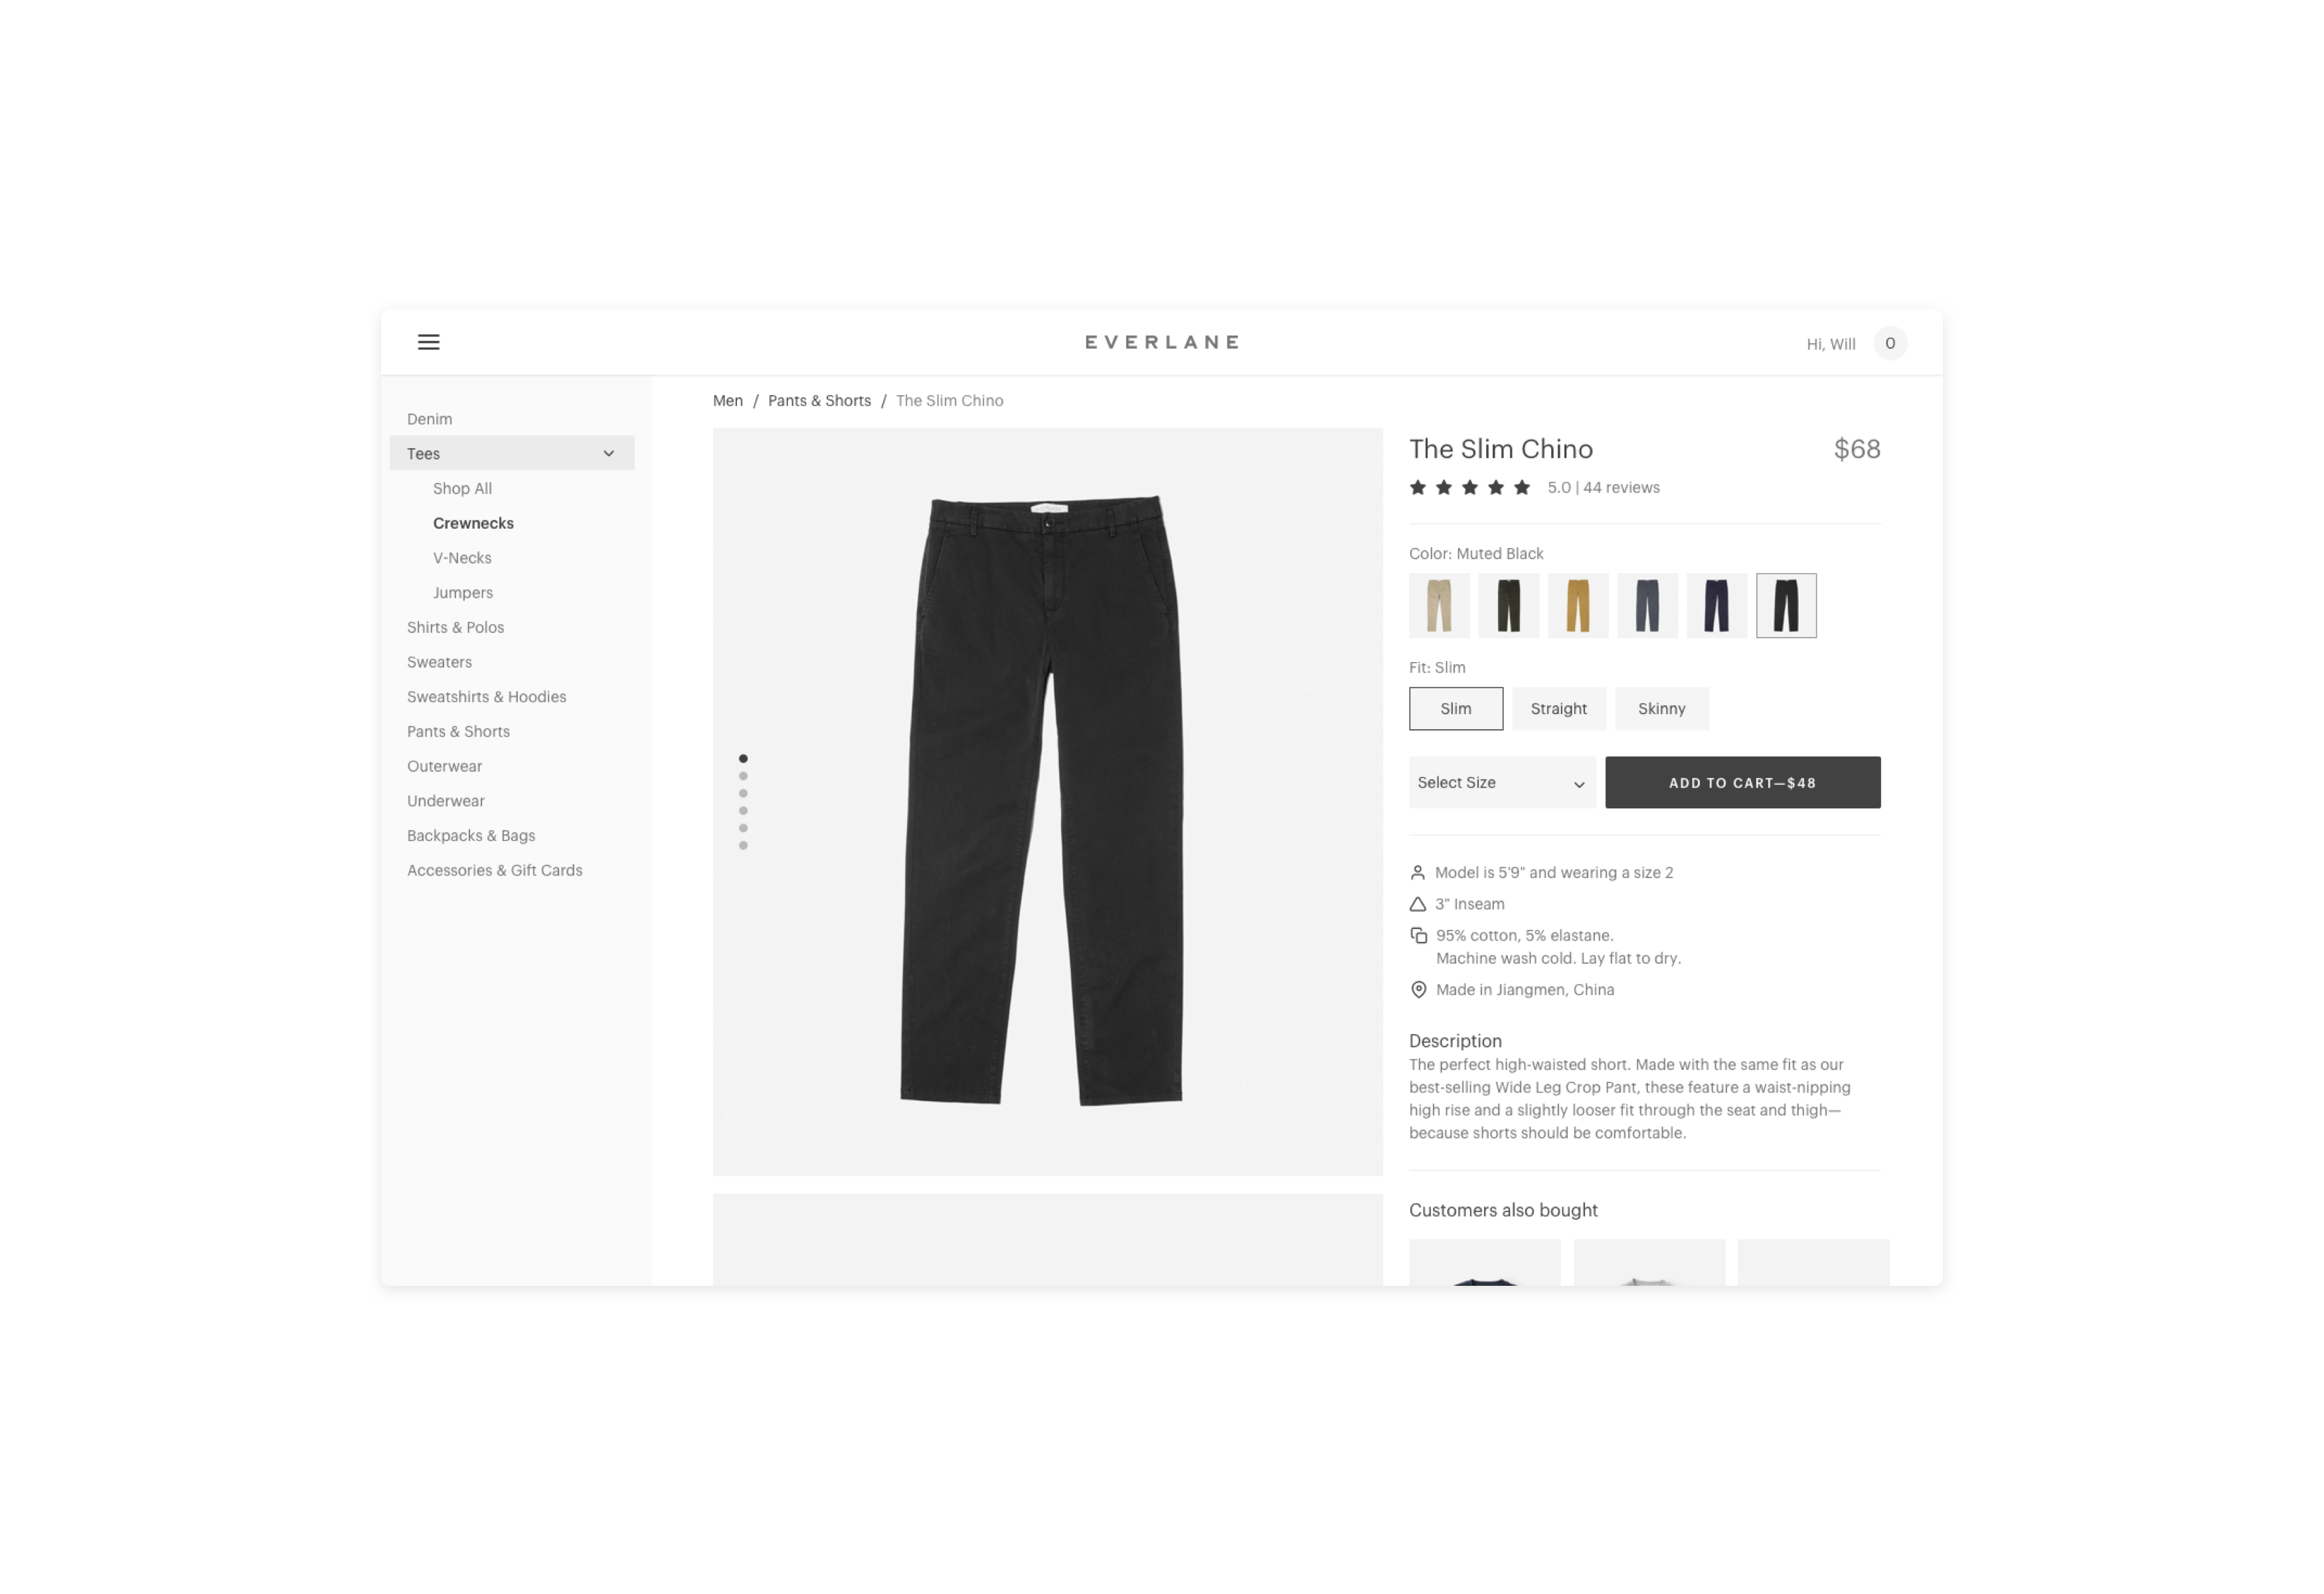 EVERLANE
Hi, Will
0
Denim
Tees
Shop All
Crewnecks
V-Necks
Jumpers
Shirts & Polos
Sweaters
Sweatshirts & Hoodies
Pants & Shorts
Outerwear
Underwear
Backpacks & Bags
Accessories & Gift Cards
Men / Pants & Shorts / The Slim Chino
The Slim Chino
$68
5.0 | 44 reviews
Color: Muted Black
Fit: Slim
Slim
Straight
Skinny
Select Size
ADD TO CART—$48
Model is 5'9" and wearing a size 2
3" Inseam
95% cotton, 5% elastane.
Machine wash cold. Lay flat to dry.
Made in Jiangmen, China
Description
The perfect high-waisted short. Made with the same fit as our
best-selling Wide Leg Crop Pant, these feature a waist-nipping
high rise and a slightly looser fit through the seat and thigh—
because shorts should be comfortable.
Customers also bought